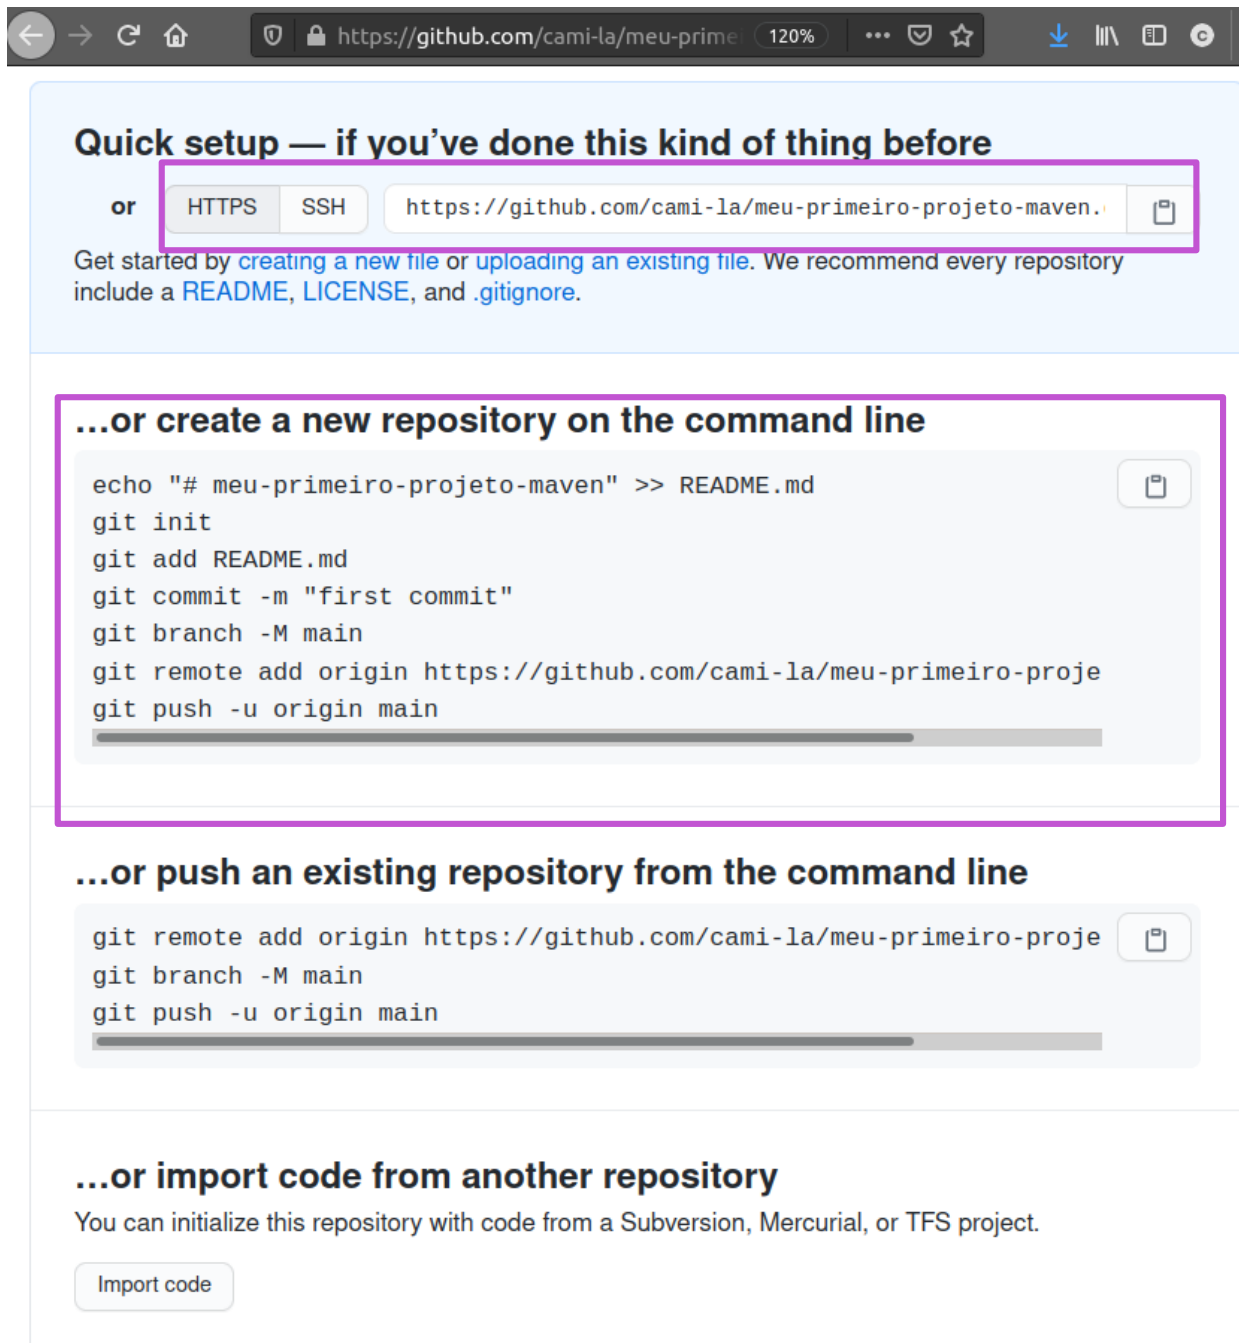 https://github.com/cami-la/meu-prime 120%
Quick setup — if you’ve done this kind of thing before
or HTTPS SSH https://github.com/cami-la/meu-primeiro-projeto-maven.
Get started by creating a new file or uploading an existing file. We recommend every repository
include a README, LICENSE, and .gitignore.
...or create a new repository on the command line
echo "# meu-primeiro-projeto-maven" >> README.md
git init
git add README.md
git commit -m "first commit"
git branch -M main
git remote add origin https://github.com/cami-la/meu-primeiro-proje
git push -u origin main
...or push an existing repository from the command line
git remote add origin https://github.com/cami-la/meu-primeiro-proje
git branch -M main
git push -u origin main
...or import code from another repository
You can initialize this repository with code from a Subversion, Mercurial, or TFS project.
Import code